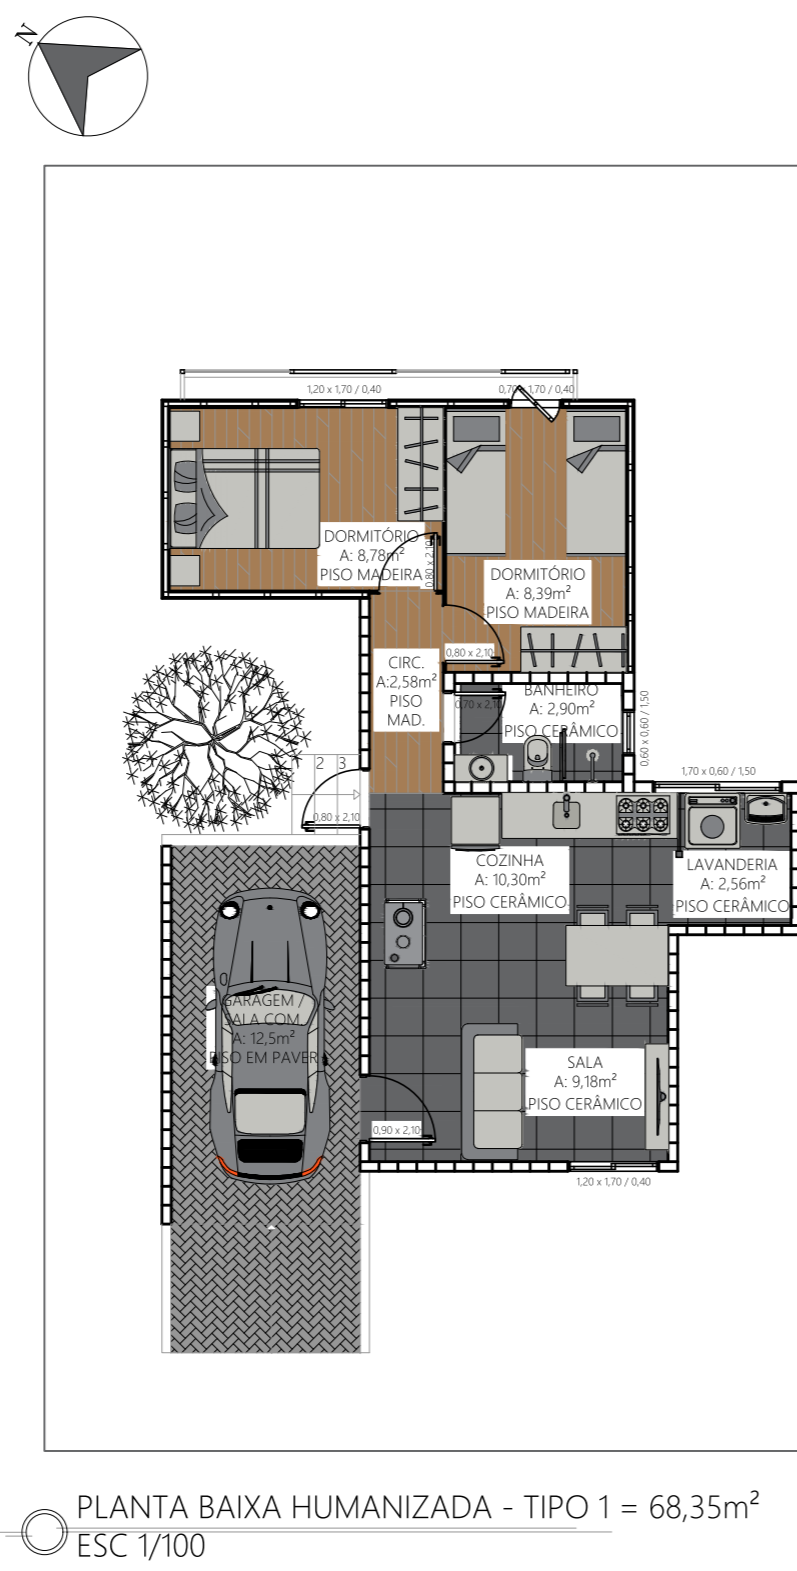 N
1,20 x 1,70 / 0,40
0,70 x 1,70 / 0,40
DORMITÓRIO
A: 8,78m²
PISO MADEIRA
0,80 x 2,10
DORMITÓRIO
A: 8,39m²
PISO MADEIRA
0,80 x 2,10
CIRC.
A:2,58m²
PISO
MAD.
BANHEIRO
A: 2,90m²
PISO CERÂMICO
0,70 x 2,10
0,60 x 0,60 / 1,50
2 3
0,80 x 2,10
1,70 x 0,60 / 1,50
COZINHA
A: 10,30m²
PISO CERÂMICO
LAVANDERIA
A: 2,56m²
PISO CERÂMICO
GARAGEM /
SALA COM.
A: 12,5m²
PISO EM PAVER
SALA
A: 9,18m²
PISO CERÂMICO
0,90 x 2,10
1,20 x 1,70 / 0,40
PLANTA BAIXA HUMANIZADA - TIPO 1 = 68,35m²
ESC 1/100